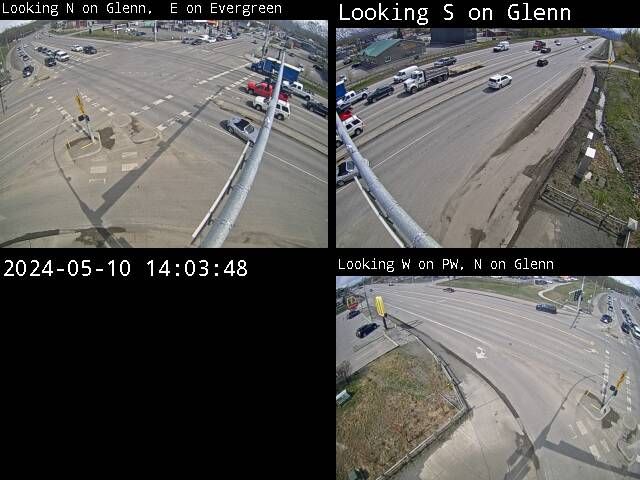 Looking N on Glenn,  E on Evergreen
Looking S on Glenn
2024-05-10 14:03:48
Looking W on PW, N on Glenn